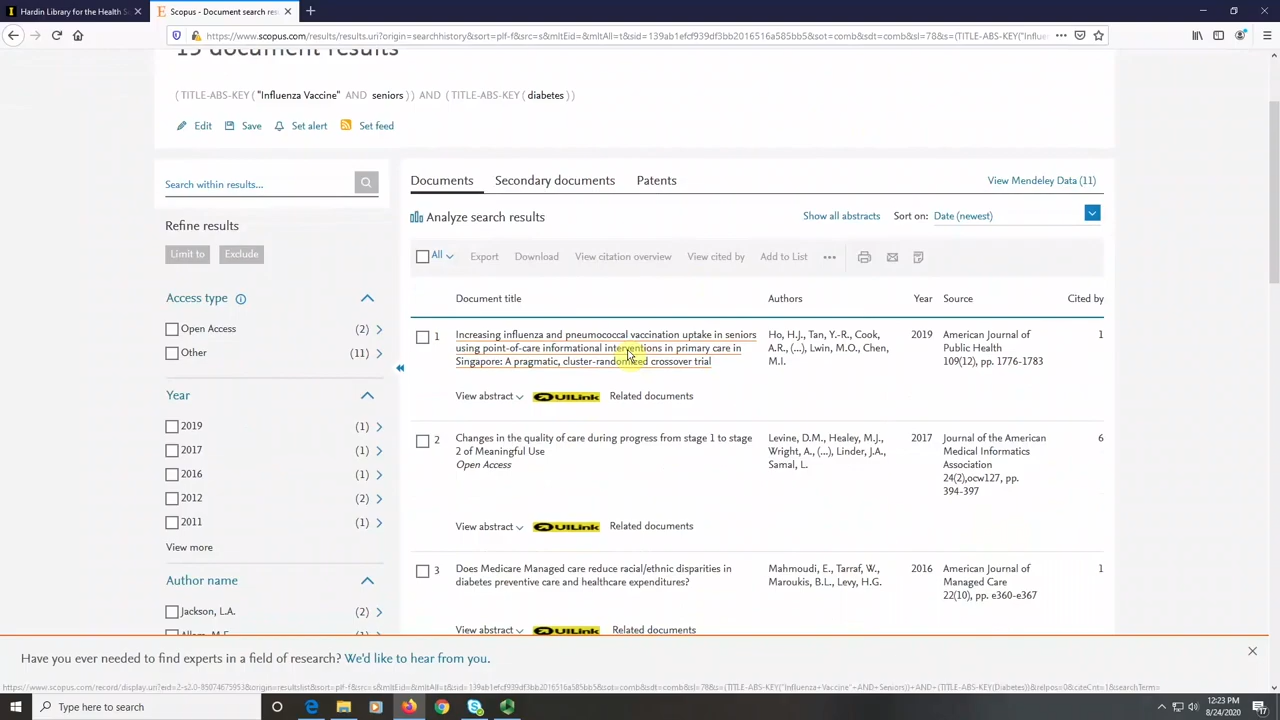 Hardin Library for the Health S
Scopus - Document search res
https://www.scopus.com/results/results.uri?origin=searchhistory&sort=plf-f&src=s&mltEid=&mltAll=t&sid=139ab1efcf939df3bb2016516a585bb5&sot=comb&sdt=comb&sl=78&s=(TITLE-ABS-KEY("Influen
13 document results
( TITLE-ABS-KEY ( "Influenza Vaccine" AND seniors ) ) AND ( TITLE-ABS-KEY ( diabetes ) )
Edit Save Set alert Set feed
Search within results...
Documents Secondary documents Patents View Mendeley Data (11)
Refine results
Limit to Exclude
Analyze search results Show all abstracts Sort on: Date (newest)
All Export Download View citation overview View cited by Add to List
Access type
Open Access (2)
Other (11)
Year
2019 (1)
2017 (1)
2016 (1)
2012 (2)
2011 (1)
View more
Author name
Jackson, L.A. (2)
Document title Authors Year Source Cited by
1 Increasing influenza and pneumococcal vaccination uptake in seniors Ho, H.J., Tan, Y.-R., Cook, 2019 American Journal of 1
using point-of-care informational interventions in primary care in A.R., (...), Lwin, M.O., Chen, Public Health
Singapore: A pragmatic, cluster-randomized crossover trial M.I. 109(12), pp. 1776-1783
View abstract UILink Related documents
2 Changes in the quality of care during progress from stage 1 to stage Levine, D.M., Healey, M.J., 2017 Journal of the American 6
2 of Meaningful Use Wright, A., (...), Linder, J.A., Medical Informatics
Open Access Samal, L. Association
24(2),ocw127, pp.
394-397
View abstract UILink Related documents
3 Does Medicare Managed care reduce racial/ethnic disparities in Mahmoudi, E., Tarraf, W., 2016 American Journal of 1
diabetes preventive care and healthcare expenditures? Maroukis, B.L., Levy, H.G. Managed Care
22(10), pp. e360-e367
View abstract UILink Related documents
Have you ever needed to find experts in a field of research? We'd like to hear from you.
Type here to search
12:23 PM
8/24/2020
17